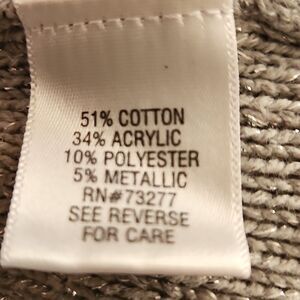 51% COTTON
34% ACRYLIC
10% POLYESTER
5% METALLIC
RN#73277
SEE REVERSE
FOR CARE